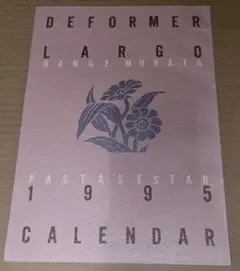 DEFORMER
LARGO
RANGE MURATA
PASTA'S ESTAB
1995
CALENDAR